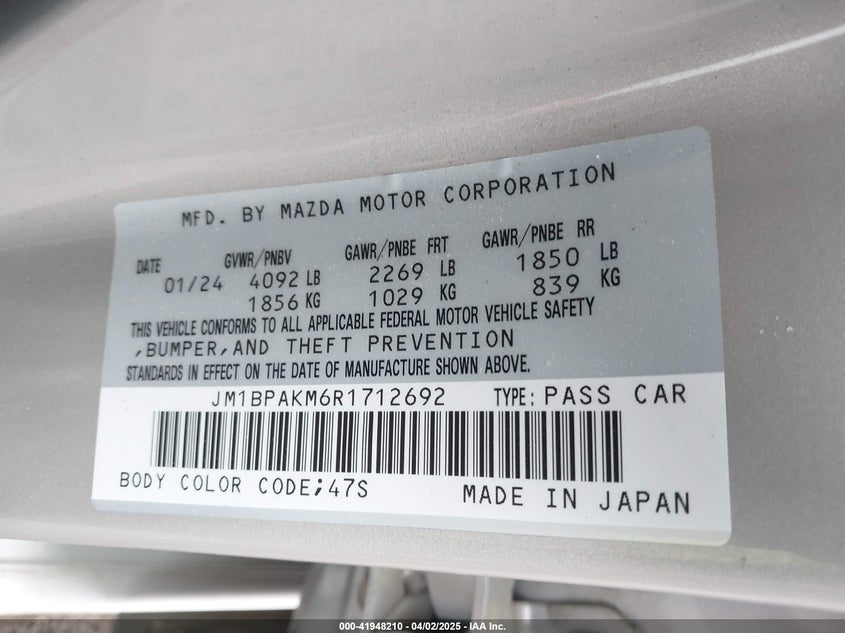 MFD. BY MAZDA MOTOR CORPORATION
DATE GVWR/PNBV GAWR/PNBE FRT GAWR/PNBE RR
01/24 4092 LB 2269 LB 1850 LB
1856 KG 1029 KG 839 KG
THIS VEHICLE CONFORMS TO ALL APPLICABLE FEDERAL MOTOR VEHICLE SAFETY
,BUMPER,AND THEFT PREVENTION
STANDARDS IN EFFECT ON THE DATE OF MANUFACTURE SHOWN ABOVE.
JM1BPAKM6R1712692 TYPE: PASS CAR
BODY COLOR CODE;47S MADE IN JAPAN
000-41948210 - 04/02/2025 - IAA Inc.